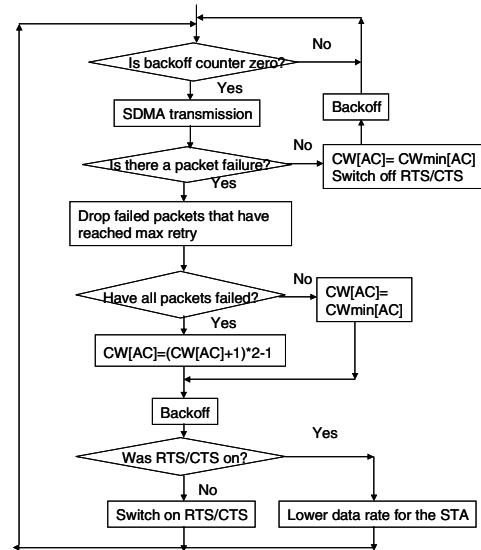 No
Is backoff counter zero?
Yes
Backoff
SDMA transmission
No
CW[AC]= CWmin[AC]
Switch off RTS/CTS
Is there a packet failure?
Yes
Drop failed packets that have
reached max retry
No
Have all packets failed?
CW[AC]=
CWmin[AC]
Yes
CW[AC]=(CW[AC]+1)*2-1
Backoff
Yes
Was RTS/CTS on?
No
Switch on RTS/CTS
Lower data rate for the STA